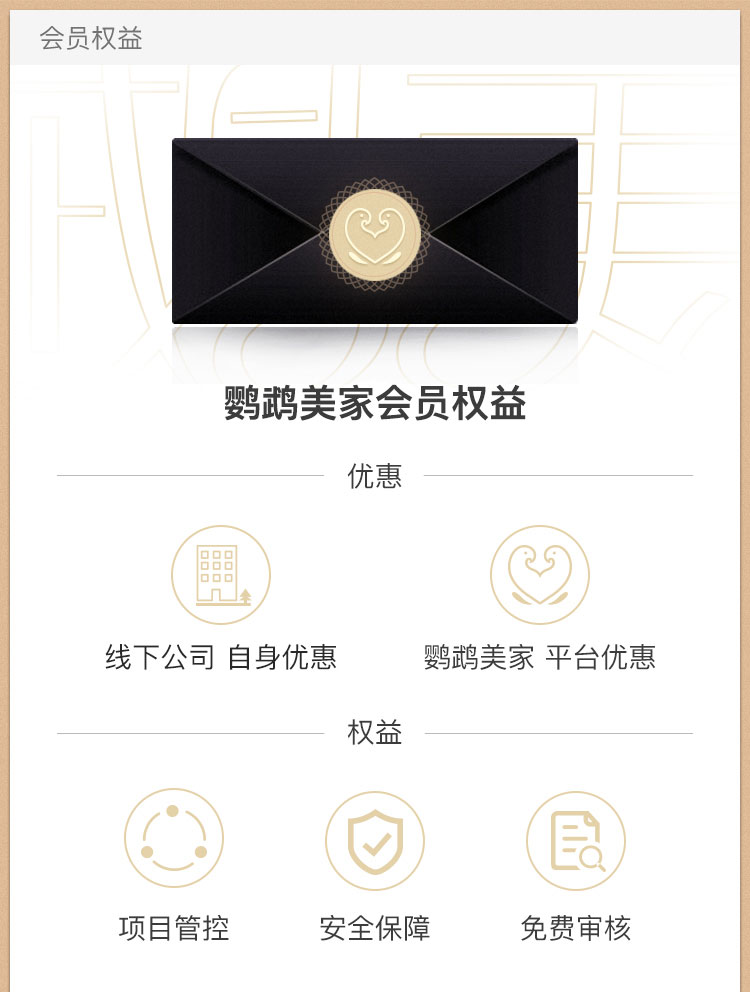 会员权益
鹦鹉美家会员权益
优惠
线下公司 自身优惠
鹦鹉美家 平台优惠
权益
项目管控
安全保障
免费审核